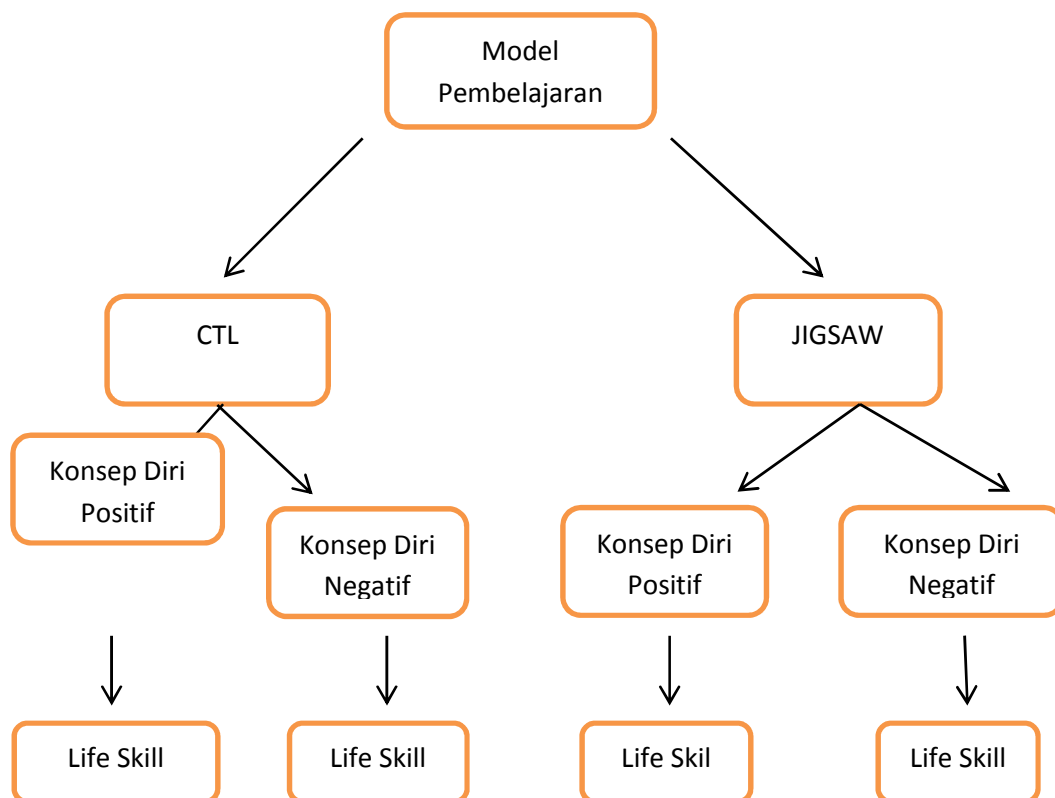 Model
Pembelajaran
CTL
JIGSAW
Konsep Diri
Positif
Konsep Diri
Negatif
Konsep Diri
Positif
Konsep Diri
Negatif
Life Skill
Life Skill
Life Skil
Life Skill